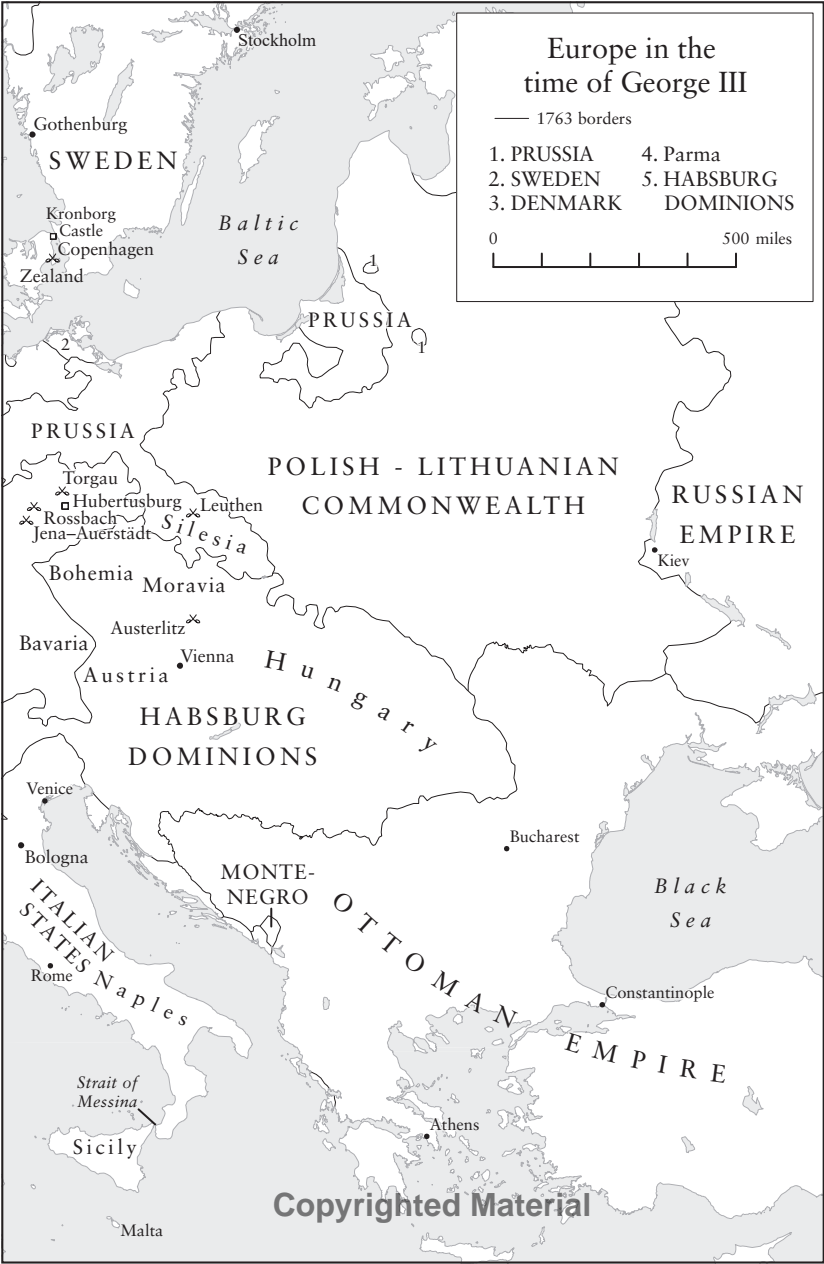 Europe in the
time of George III
1763 borders
1. PRUSSIA
2. SWEDEN
3. DENMARK
4. Parma
5. HABSBURG
DOMINIONS
0 500 miles
Stockholm
Gothenburg
SWEDEN
Kronborg
Castle
Copenhagen
Zealand
Baltic
Sea
1
PRUSSIA
1
2
PRUSSIA
POLISH - LITHUANIAN
COMMONWEALTH
RUSSIAN
EMPIRE
Kiev
Torgau
Hubertusburg
Leuthen
Rossbach
Jena–Auerstädt
Silesia
Bohemia
Moravia
Austerlitz
Bavaria
Vienna
Austria
Hungary
HABSBURG
DOMINIONS
Venice
Bologna
Bucharest
MONTE-
NEGRO
Black
Sea
ITALIAN
STATES
Rome
Naples
OTTOMAN
EMPIRE
Constantinople
Strait of
Messina
Sicily
Athens
Malta
Copyrighted Material